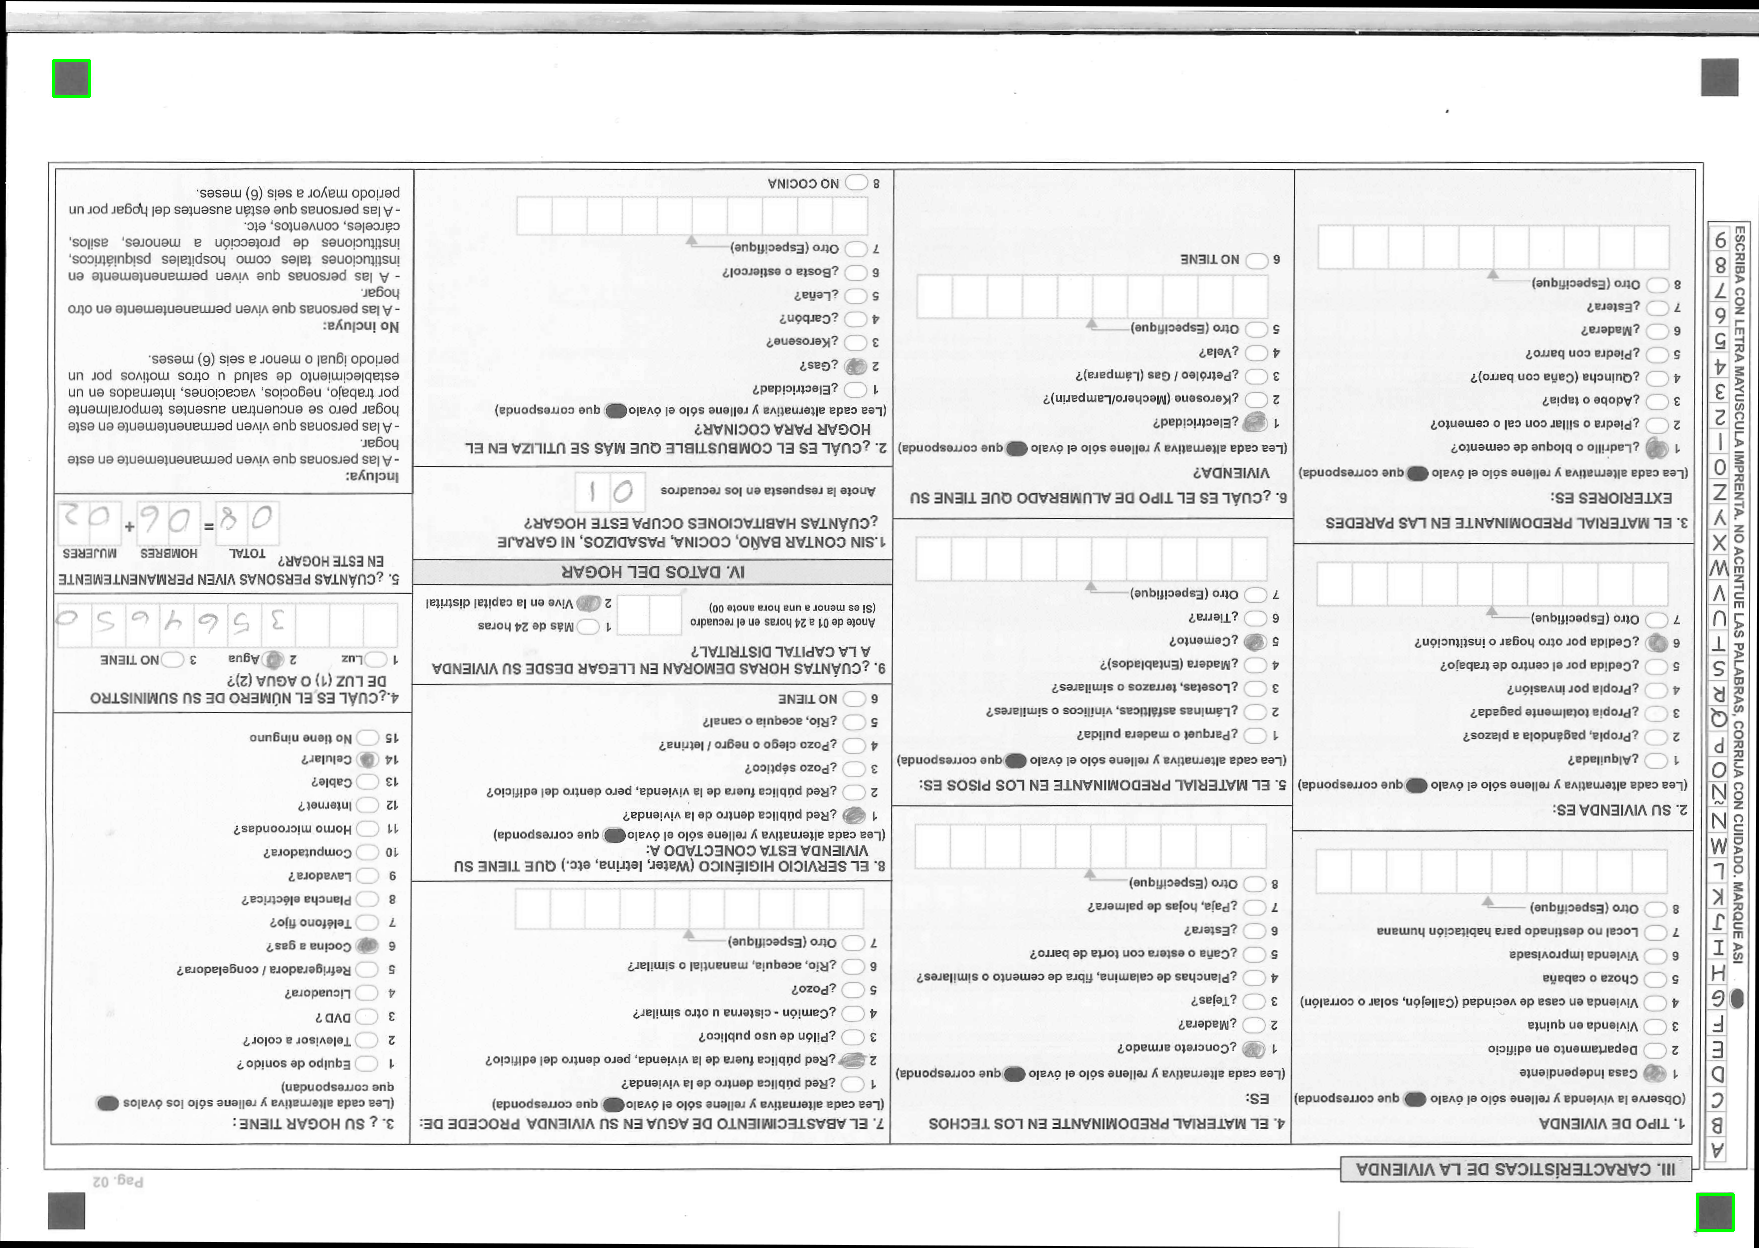 Pag. 02
III. CARACTERÍSTICAS DE LA VIVIENDA
1. TIPO DE VIVIENDA
(Observe la vivienda y rellene sólo el óvalo que corresponda)
1 Casa Independiente
2 Departamento en edificio
3 Vivienda en quinta
4 Vivienda en casa de vecindad (Callejón, solar o corralón)
5 Choza o cabaña
6 Vivienda improvisada
7 Local no destinado para habitación humana
8 Otro (Especifique)
2. SU VIVIENDA ES:
(Lea cada alternativa y rellene sólo el óvalo que corresponda)
1 ¿Alquilada?
2 ¿Propia, pagándola a plazos?
3 ¿Propia totalmente pagada?
4 ¿Propia por invasión?
5 ¿Cedida por el centro de trabajo?
6 ¿Cedida por otro hogar o institución?
7 Otro (Especifique)
3. EL MATERIAL PREDOMINANTE EN LAS PAREDES
EXTERIORES ES:
(Lea cada alternativa y rellene sólo el óvalo que corresponda)
1 ¿Ladrillo o bloque de cemento?
2 ¿Piedra o sillar con cal o cemento?
3 ¿Adobe o tapia?
4 ¿Quincha (Caña con barro)?
5 ¿Piedra con barro?
6 ¿Madera?
7 ¿Estera?
8 Otro (Especifique)
4. EL MATERIAL PREDOMINANTE EN LOS TECHOS
ES:
(Lea cada alternativa y rellene sólo el óvalo que corresponda)
1 ¿Concreto armado?
2 ¿Madera?
3 ¿Tejas?
4 ¿Planchas de calamina, fibra de cemento o similares?
5 ¿Caña o estera con torta de barro?
6 ¿Estera?
7 ¿Paja, hojas de palmera?
8 Otro (Especifique)
5. EL MATERIAL PREDOMINANTE EN LOS PISOS ES:
(Lea cada alternativa y rellene sólo el óvalo que corresponda)
1 ¿Parquet o madera pulida?
2 ¿Láminas asfálticas, vinílicos o similares?
3 ¿Losetas, terrazos o similares?
4 ¿Madera (Entablados)?
5 ¿Cemento?
6 ¿Tierra?
7 Otro (Especifique)
6. ¿CUÁL ES EL TIPO DE ALUMBRADO QUE TIENE SU
VIVIENDA?
(Lea cada alternativa y rellene sólo el óvalo que corresponda)
1 ¿Electricidad?
2 ¿Kerosene (Mechero/Lamparín)?
3 ¿Petróleo / Gas (Lámpara)?
4 ¿Vela?
5 Otro (Especifique)
6 NO TIENE
7. EL ABASTECIMIENTO DE AGUA EN SU VIVIENDA PROCEDE DE:
(Lea cada alternativa y rellene sólo el óvalo que corresponda)
1 ¿Red pública dentro de la vivienda?
2 ¿Red pública fuera de la vivienda, pero dentro del edificio?
3 ¿Pilón de uso publico?
4 ¿Camión - cisterna u otro similar?
5 ¿Pozo?
6 ¿Río, acequia, manantial o similar?
7 Otro (Especifique)
8. EL SERVICIO HIGIÉNICO (Water, letrina, etc.) QUE TIENE SU
VIVIENDA ESTA CONECTADO A:
(Lea cada alternativa y rellene sólo el óvalo que corresponda)
1 ¿Red pública dentro de la vivienda?
2 ¿Red pública fuera de la vivienda, pero dentro del edificio?
3 ¿Pozo séptico?
4 ¿Pozo ciego o negro / letrina?
5 ¿Río, acequia o canal?
6 NO TIENE
9. ¿CUÁNTAS HORAS DEMORAN EN LLEGAR DESDE SU VIVIENDA
A LA CAPITAL DISTRITAL?
Anote de 01 a 24 horas en el recuadro
(Si es menor a una hora anote 00)
1 Más de 24 horas
2 Vive en la capital distrital
IV. DATOS DEL HOGAR
1.SIN CONTAR BAÑO, COCINA, PASADIZOS, NI GARAJE
¿CUÁNTAS HABITACIONES OCUPA ESTE HOGAR?
Anote la respuesta en los recuadros 01
2. ¿CUÁL ES EL COMBUSTIBLE QUE MÁS SE UTILIZA EN EL
HOGAR PARA COCINAR?
(Lea cada alternativa y rellene sólo el óvalo que corresponda)
1 ¿Electricidad?
2 ¿Gas?
3 ¿Kerosene?
4 ¿Carbón?
5 ¿Leña?
6 ¿Bosta o estiércol?
7 Otro (Especifique)
8 NO COCINA
3. ¿ SU HOGAR TIENE:
(Lea cada alternativa y rellene sólo los óvalos
que correspondan)
1 Equipo de sonido?
2 Televisor a color?
3 DVD ?
4 Licuadora?
5 Refrigeradora / congeladora?
6 Cocina a gas?
7 Teléfono fijo?
8 Plancha eléctrica?
9 Lavadora?
10 Computadora?
11 Horno microondas?
12 Internet?
13 Cable?
14 Celular?
15 No tiene ninguno
4.¿CUÁL ES EL NÚMERO DE SU SUMINISTRO
DE LUZ (1) O AGUA (2)?
1 Luz 2 Agua 3 NO TIENE
3564650
5. ¿CUÁNTAS PERSONAS VIVEN PERMANENTEMENTE
EN ESTE HOGAR?
TOTAL HOMBRES MUJERES
08 = 06 + 02
Incluya:
- A las personas que viven permanentemente en este
hogar.
- A las personas que viven permanentemente en este
hogar pero se encuentran ausentes temporalmente
por trabajo, negocios, vacaciones, internados en un
establecimiento de salud u otros motivos por un
periodo igual o menor a seis (6) meses.
No incluya:
- A las personas que viven permanentemente en otro
hogar.
- A las personas que viven permanentemente en
instituciones tales como hospitales psiquiátricos,
instituciones de protección a menores, asilos,
cárceles, conventos, etc.
- A las personas que están ausentes del hogar por un
periodo mayor a seis (6) meses.
A B C D E F G H I J K L M N Ñ O P Q R S T U V W X Y Z 0 1 2 3 4 5 6 7 8 9
ESCRIBA CON LETRA MAYUSCULA IMPRENTA, NO ACENTUE LAS PALABRAS, CORRIJA CON CUIDADO. MARQUE ASI